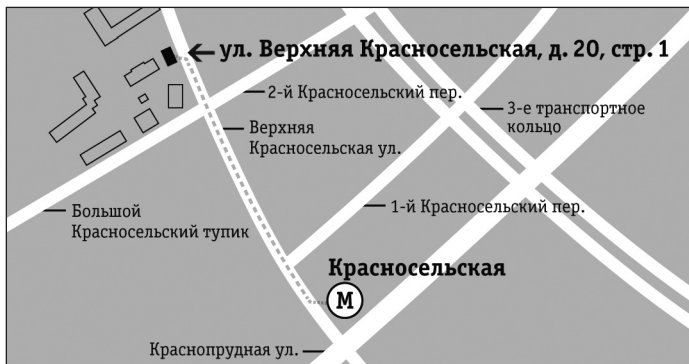 ул. Верхняя Красносельская, д. 20, стр. 1
2-й Красносельский пер.
3-е транспортное
кольцо
Верхняя
Красносельская ул.
Большой
Красносельский тупик
1-й Красносельский пер.
Красносельская
М
Краснопрудная ул.